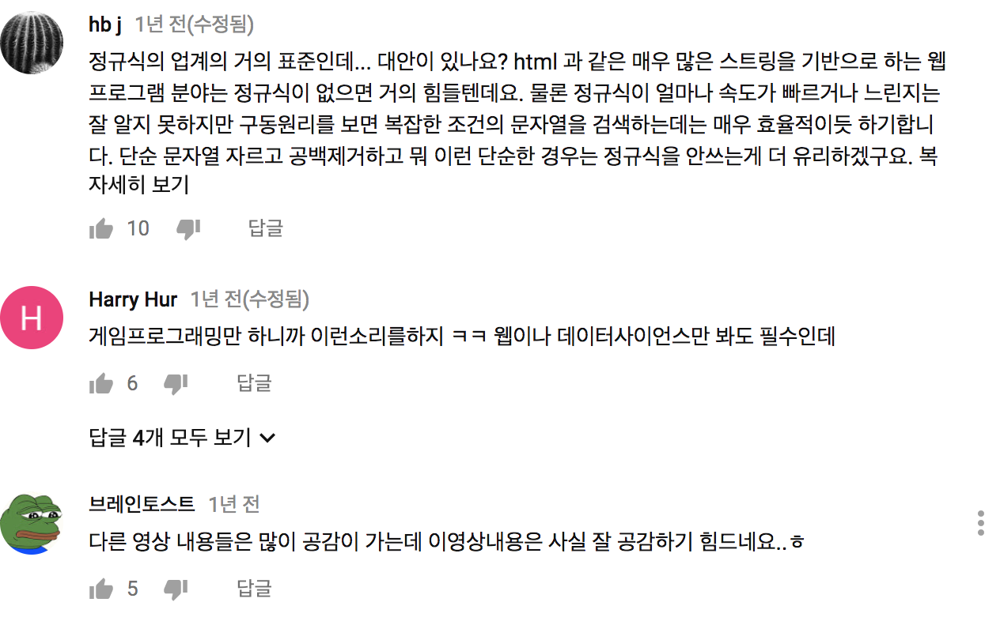 hb j 1년 전(수정됨)
정규식의 업계의 거의 표준인데... 대안이 있나요? html 과 같은 매우 많은 스트링을 기반으로 하는 웹
프로그램 분야는 정규식이 없으면 거의 힘들텐데요. 물론 정규식이 얼마나 속도가 빠르거나 느린지는
잘 알지 못하지만 구동원리를 보면 복잡한 조건의 문자열을 검색하는데는 매우 효율적이듯 하기합니
다. 단순 문자열 자르고 공백제거하고 뭐 이런 단순한 경우는 정규식을 안쓰는게 더 유리하겠구요. 복
자세히 보기
10 답글
H
Harry Hur 1년 전(수정됨)
게임프로그래밍만 하니까 이런소리를하지 ㅋㅋ 웹이나 데이터사이언스만 봐도 필수인데
6 답글
답글 4개 모두 보기
브레인토스트 1년 전
다른 영상 내용들은 많이 공감이 가는데 이영상내용은 사실 잘 공감하기 힘드네요..ㅎ
5 답글